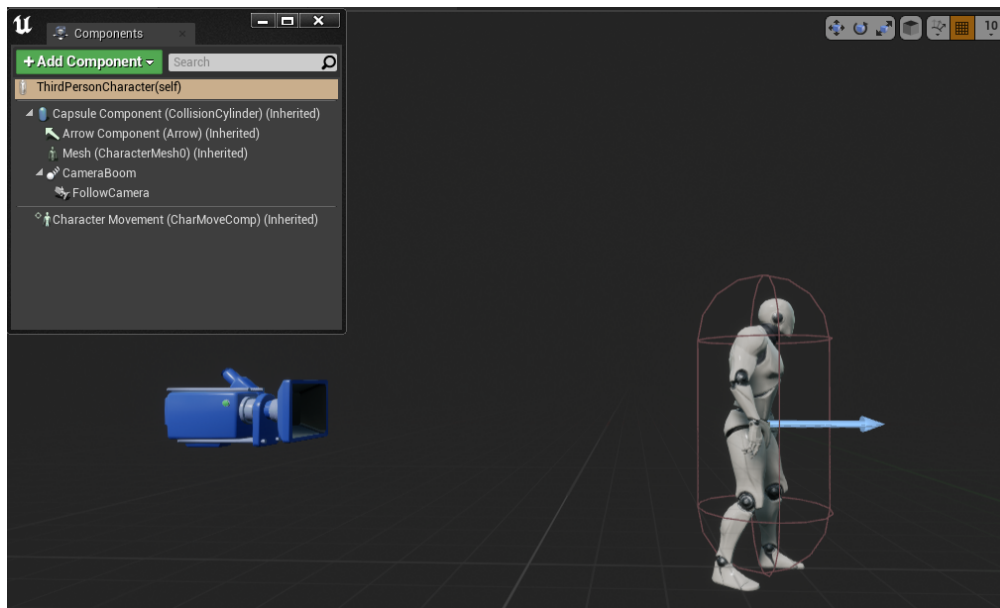 Components
+ Add Component
Search
ThirdPersonCharacter(self)
Capsule Component (CollisionCylinder) (Inherited)
Arrow Component (Arrow) (Inherited)
Mesh (CharacterMesh0) (Inherited)
CameraBoom
FollowCamera
Character Movement (CharMoveComp) (Inherited)
10